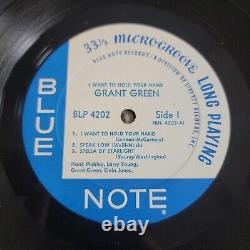 33⅓ MICROGROOVE LONG PLAYING
BLUE NOTE RECORDS • A DIVISION OF LIBERTY RECORDS, INC.
I WANT TO HOLD YOUR HAND
GRANT GREEN
BLP 4202 Side 1
(BN 4202-A)
1. I WANT TO HOLD YOUR HAND
(Lennon-McCartney)
2. SPEAK LOW (Weill-Nash)
3. STELLA BY STARLIGHT
(Young-Washington)
Hank Mobley, Larry Young,
Grant Green, Elvin Jones.
BLUE
NOTE ®